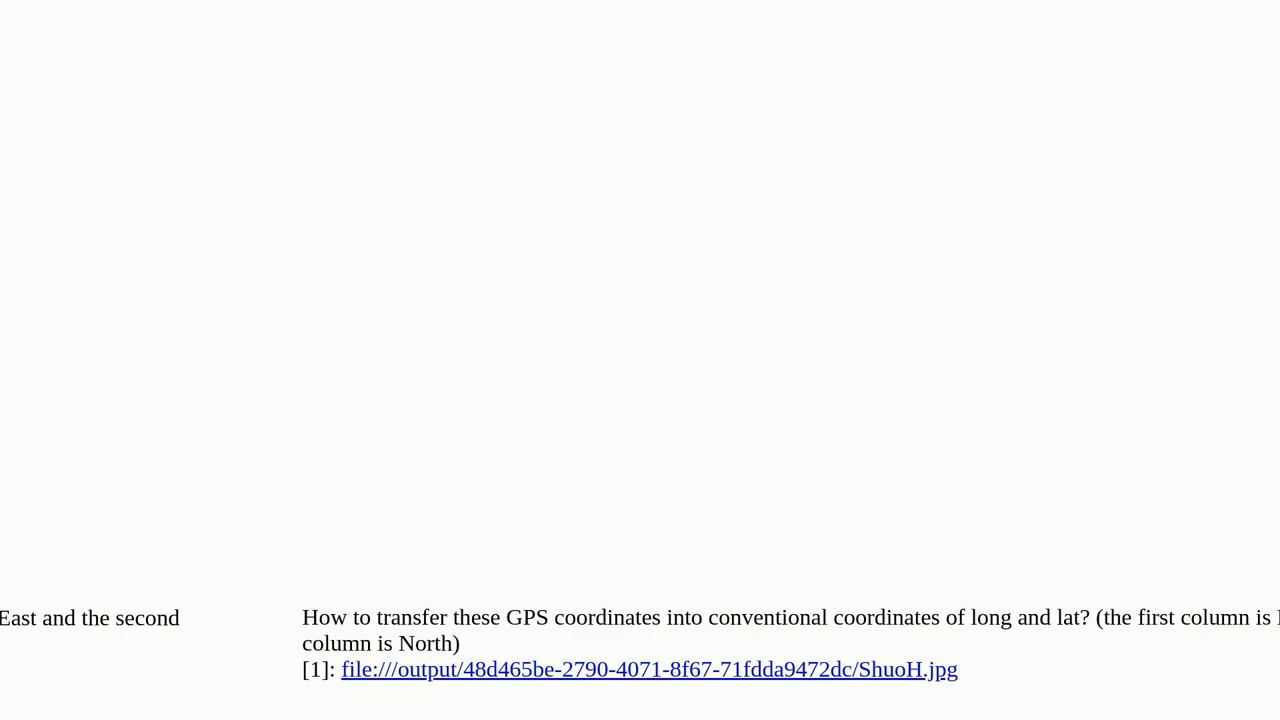 How to transfer these GPS coordinates into conventional coordinates of long and lat? (the first column is East and the second
column is North)
[1]: file:///output/48d465be-2790-4071-8f67-71fdda9472dc/ShuoH.jpg